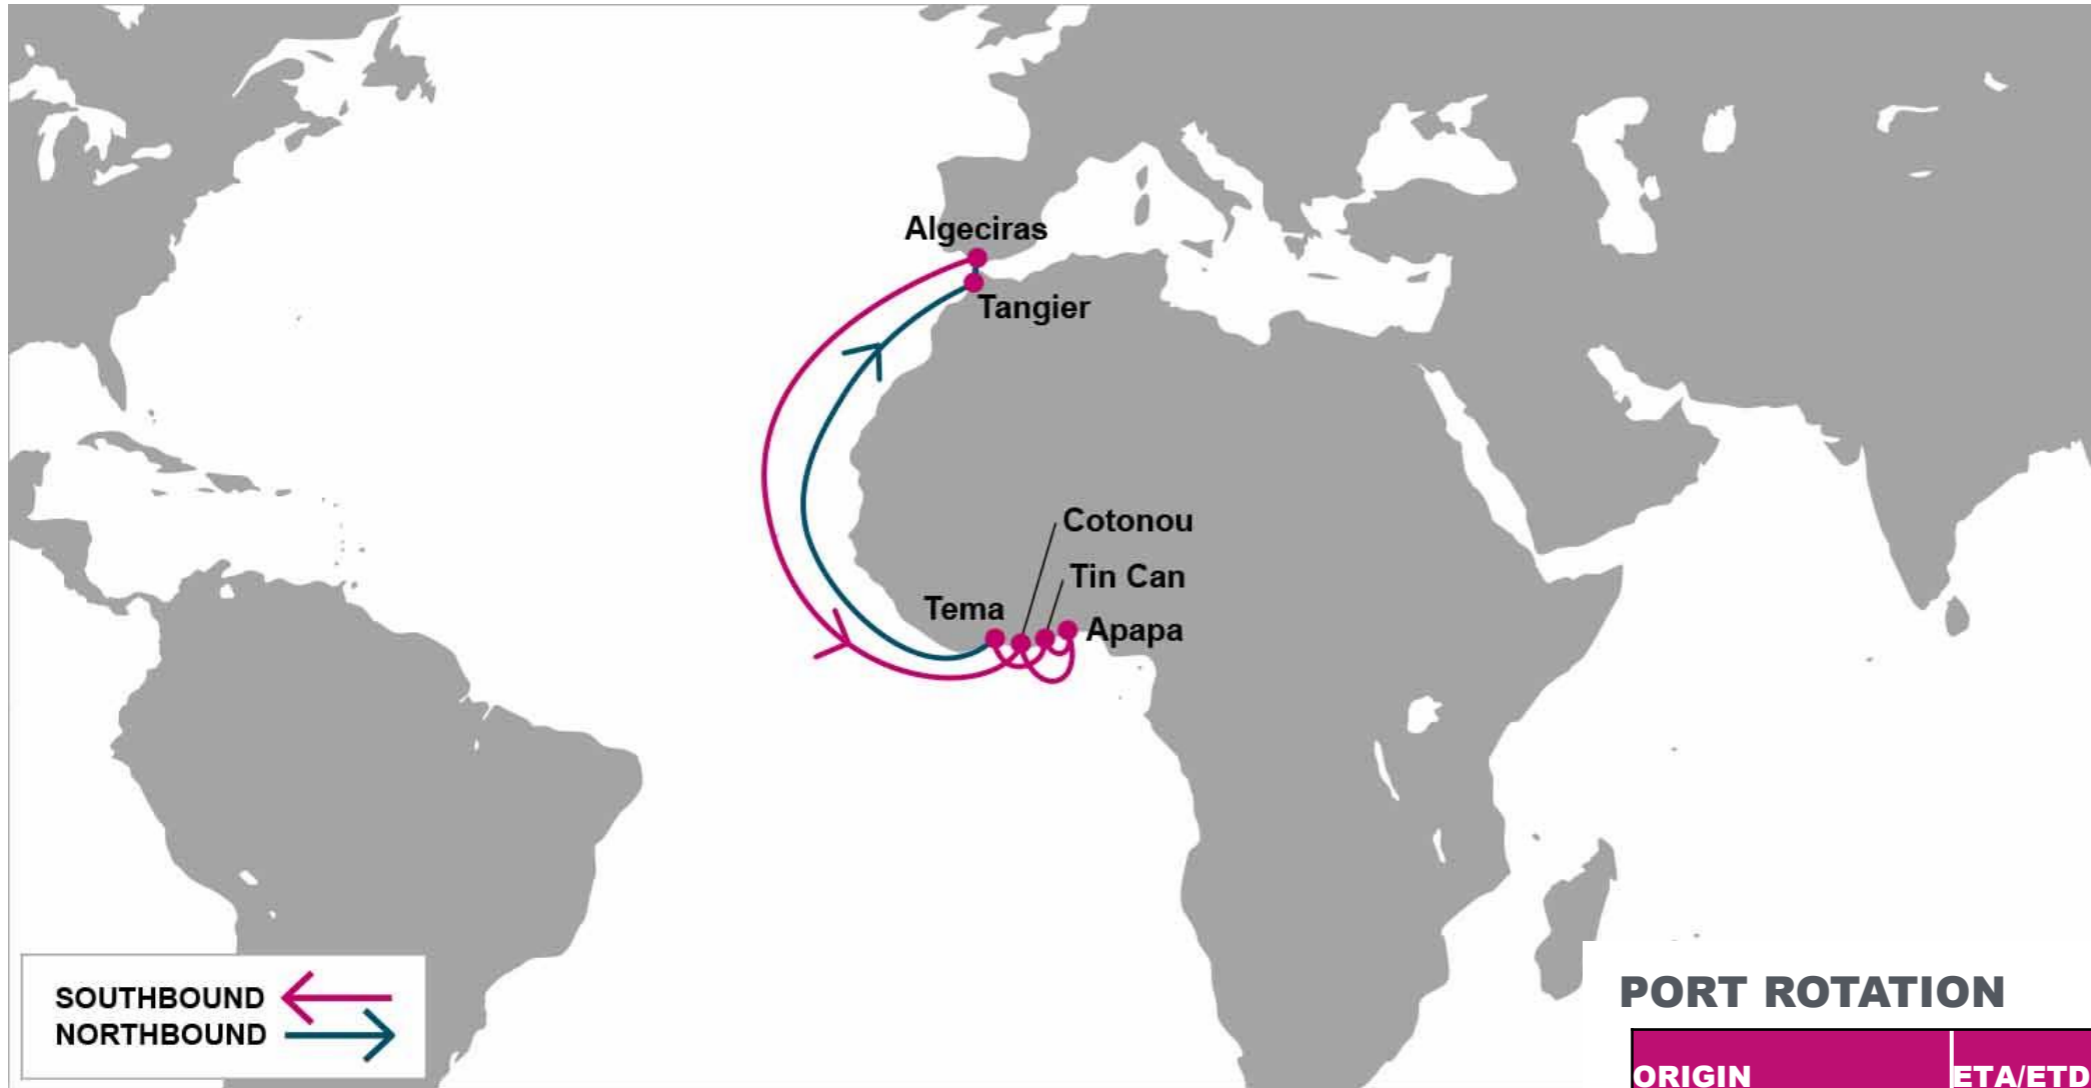 Algeciras
Tangier
Cotonou
Tin Can
Tema
Apapa
SOUTHBOUND
NORTHBOUND
PORT ROTATION
ORIGIN ETA/ETD